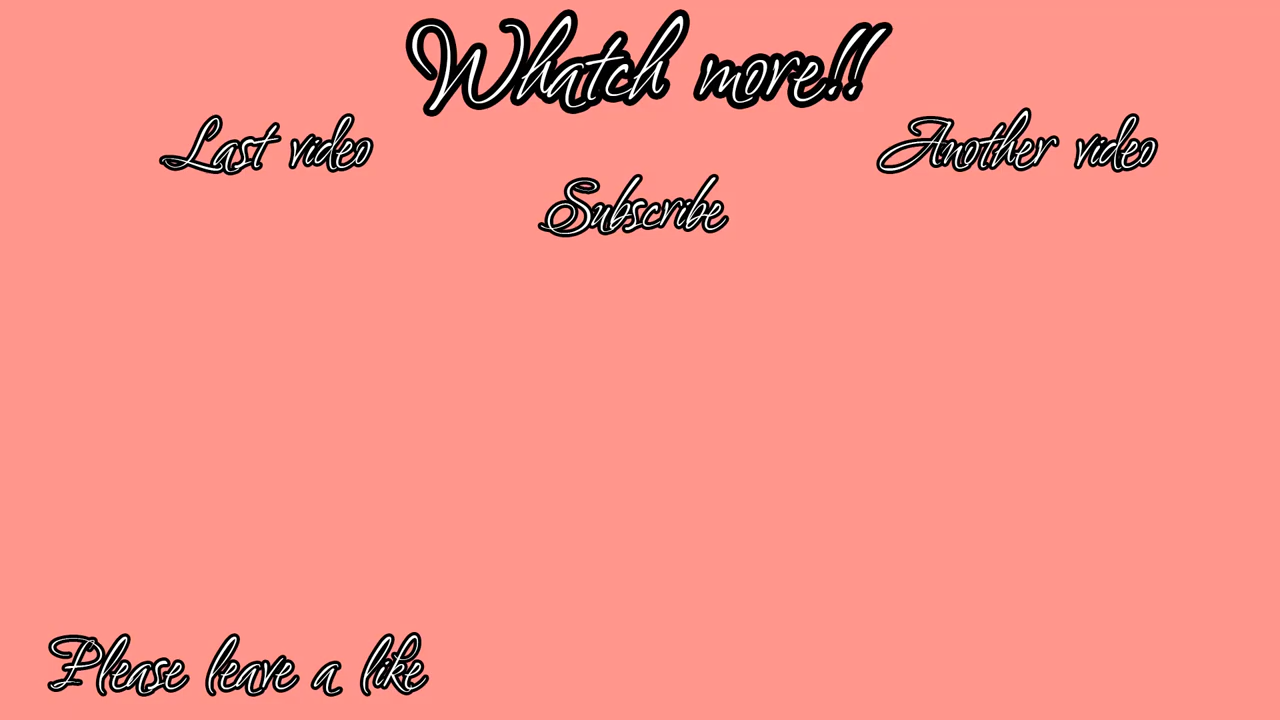 Whatch more!!
Last video
Another video
Subscribe
Please leave a like